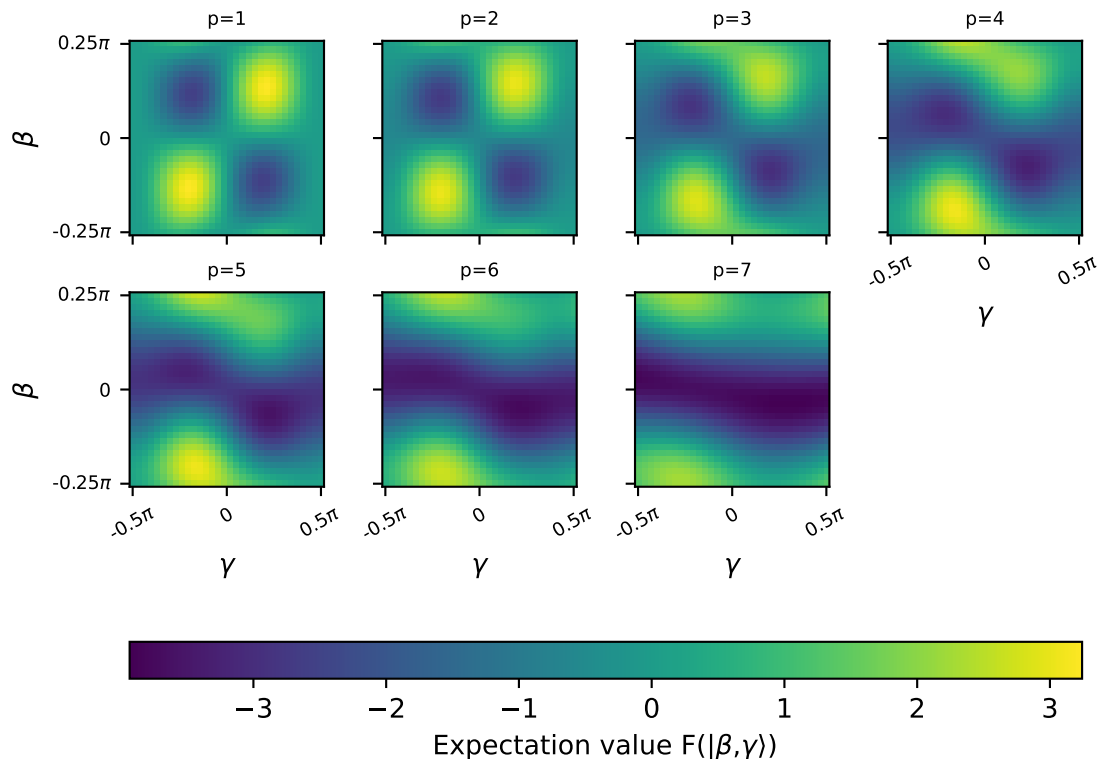 p=1 p=2 p=3 p=4
0.25π
β
0
-0.25π
-0.5π 0 0.5π
γ
p=5 p=6 p=7
0.25π
β
0
-0.25π
-0.5π 0 0.5π -0.5π 0 0.5π -0.5π 0 0.5π
γ γ γ
−3 −2 −1 0 1 2 3
Expectation value F(|β,γ⟩)